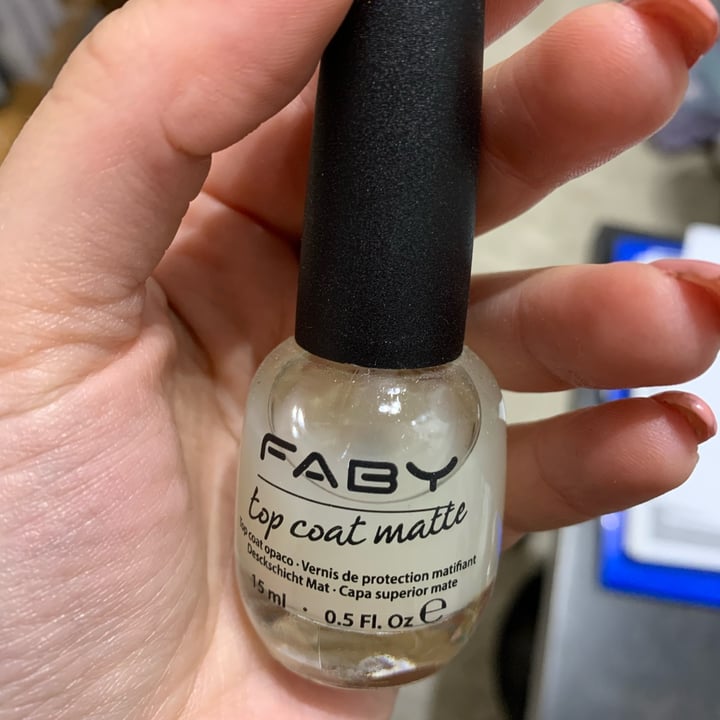 FABY
top coat matte
Top coat opaco · Vernis de protection matifiant
Desckschicht Mat · Capa superior mate
15 ml · 0.5 Fl. Oz ℮